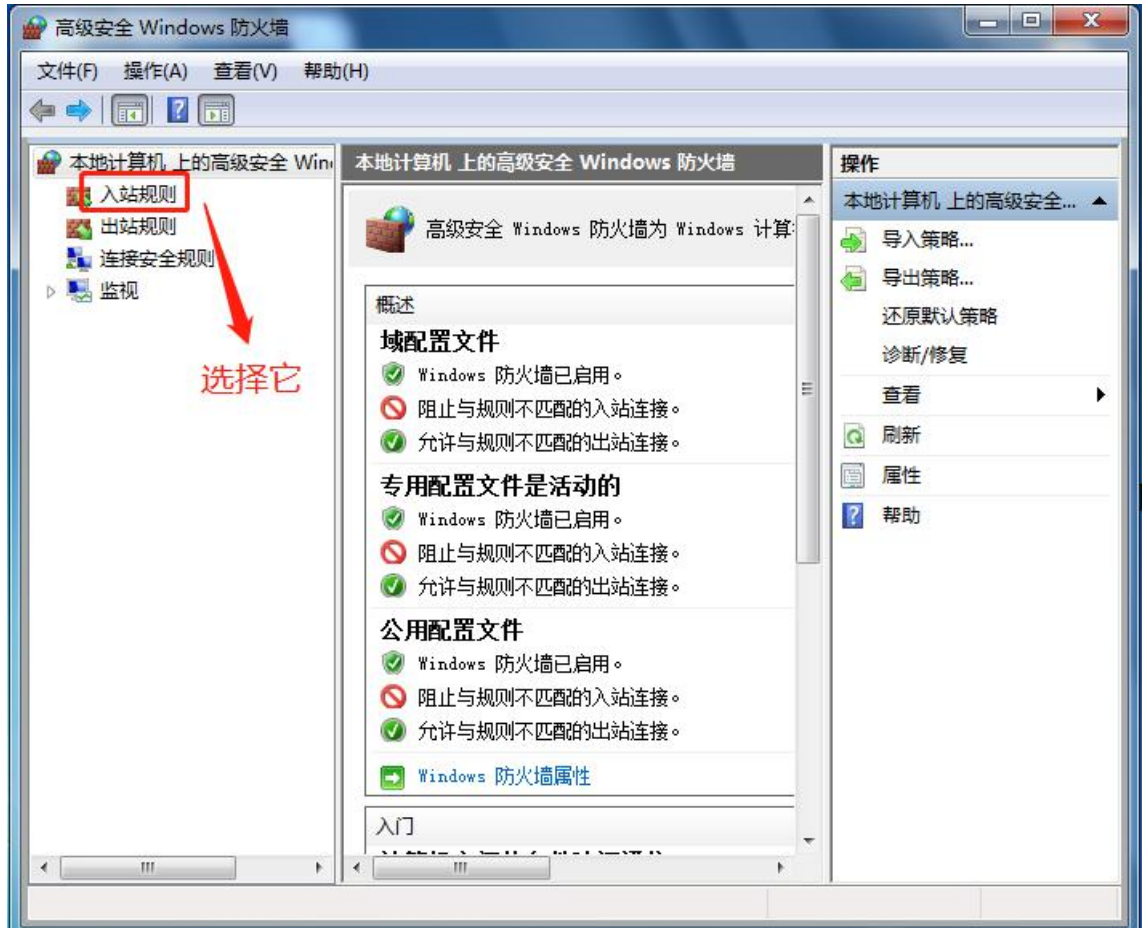 高级安全 Windows 防火墙
文件(F) 操作(A) 查看(V) 帮助(H)
本地计算机 上的高级安全 Win
入站规则
出站规则
连接安全规则
监视
选择它
本地计算机 上的高级安全 Windows 防火墙
高级安全 Windows 防火墙为 Windows 计算
概述
域配置文件
Windows 防火墙已启用。
阻止与规则不匹配的入站连接。
允许与规则不匹配的出站连接。
专用配置文件是活动的
Windows 防火墙已启用。
阻止与规则不匹配的入站连接。
允许与规则不匹配的出站连接。
公用配置文件
Windows 防火墙已启用。
阻止与规则不匹配的入站连接。
允许与规则不匹配的出站连接。
Windows 防火墙属性
入门
操作
本地计算机 上的高级安全...
导入策略...
导出策略...
还原默认策略
诊断/修复
查看
刷新
属性
帮助